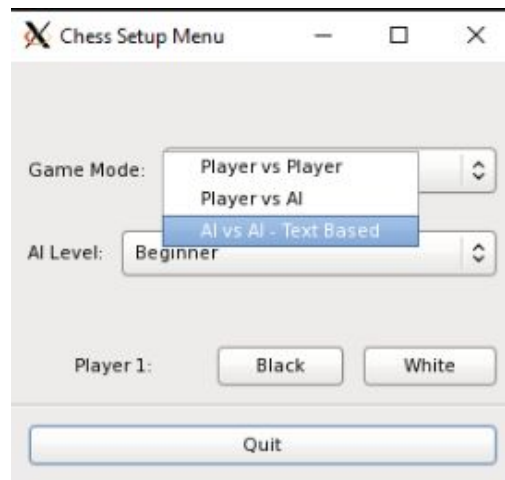 Chess Setup Menu
Game Mode:
Player vs Player
Player vs AI
AI vs AI - Text Based
AI Level: Beginner
Player 1: Black White
Quit